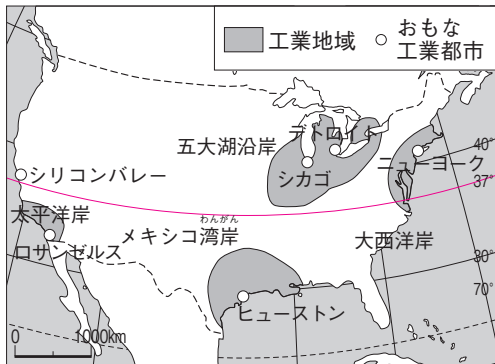 工業地域
おもな
工業都市
デトロイト
五大湖沿岸
ニューヨーク
40°
シカゴ
37°
シリコンバレー
太平洋岸
わんがん
メキシコ湾岸
大西洋岸
ロサンゼルス
80°
70°
ヒューストン
0 1000km